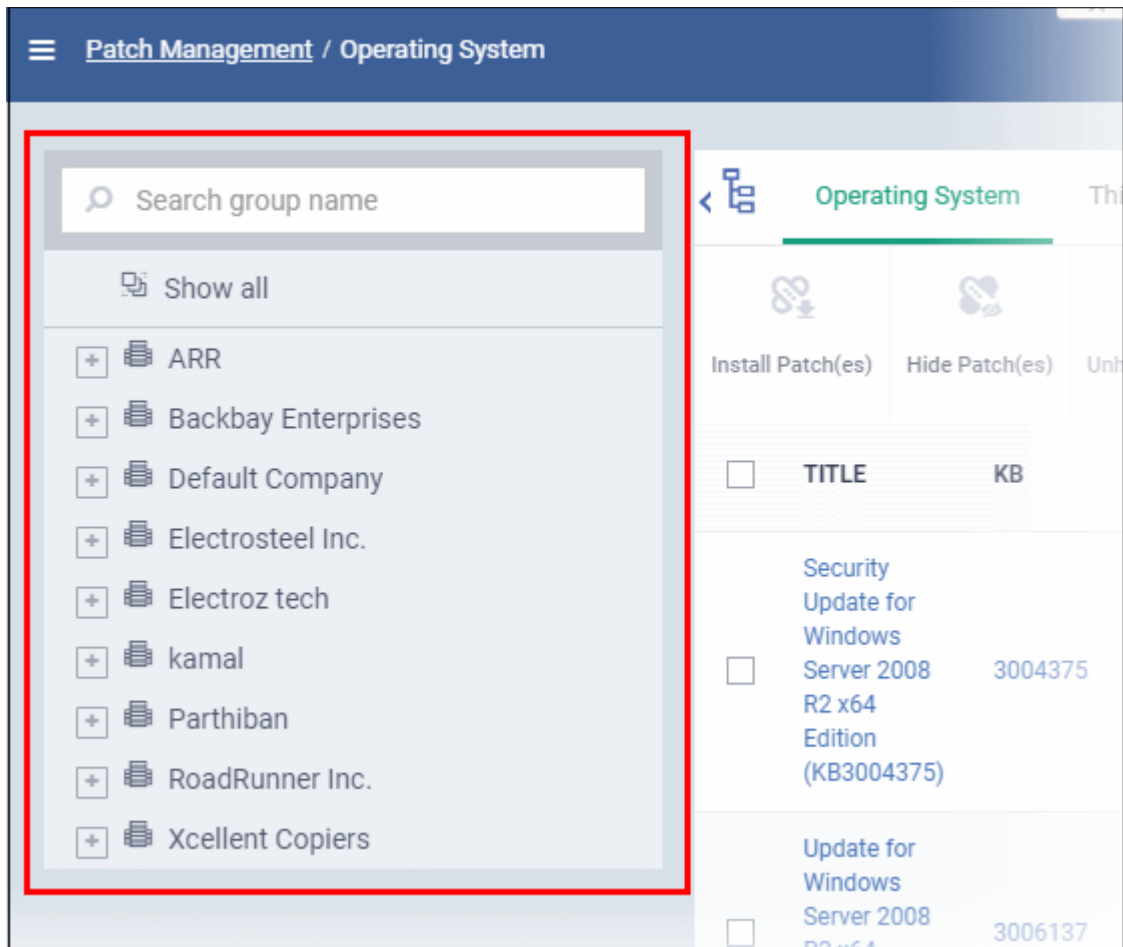 Patch Management / Operating System
Search group name
Show all
ARR
Backbay Enterprises
Default Company
Electrosteel Inc.
Electroz tech
kamal
Parthiban
RoadRunner Inc.
Xcellent Copiers
Operating System
Install Patch(es) Hide Patch(es)
TITLE KB
Security
Update for
Windows
Server 2008 3004375
R2 x64
Edition
(KB3004375)
Update for
Windows
Server 2008 3006137
R2 x64